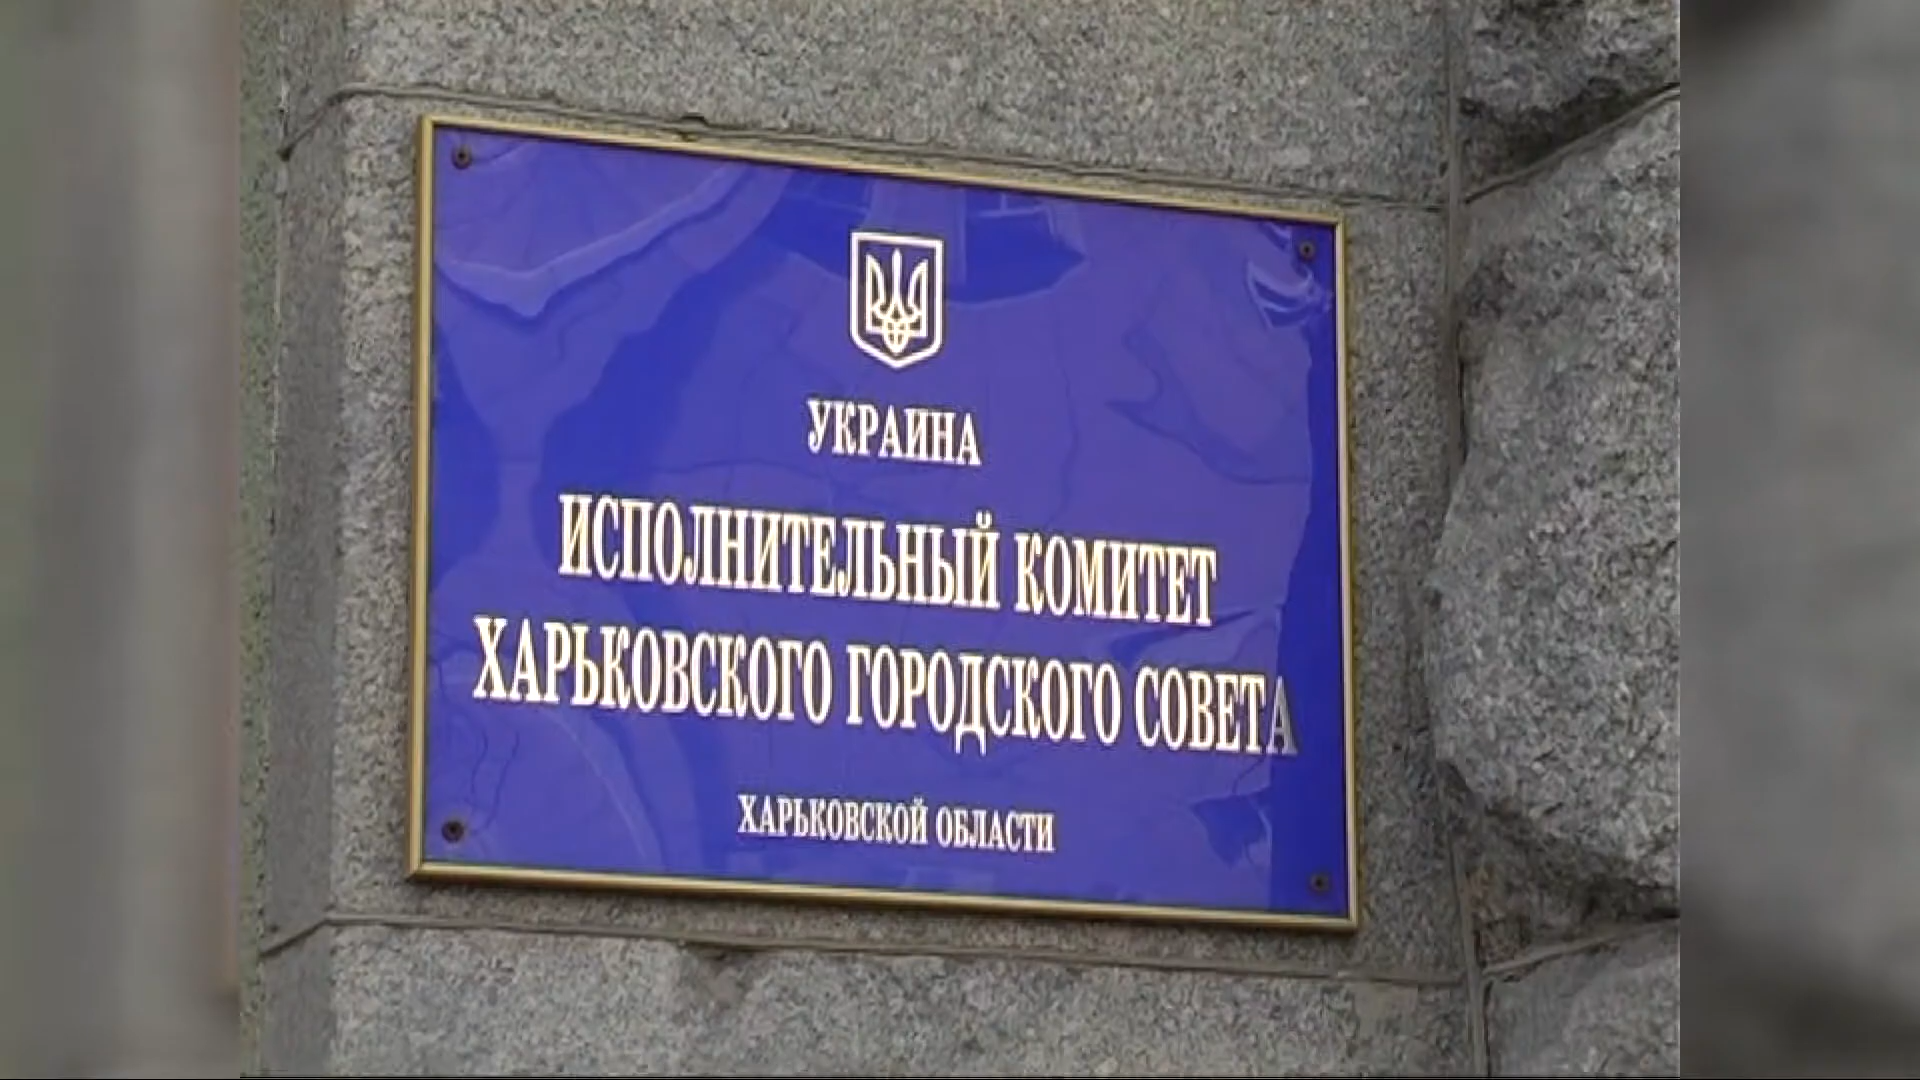 УКРАИНА
ИСПОЛНИТЕЛЬНЫЙ КОМИТЕТ
ХАРЬКОВСКОГО ГОРОДСКОГО СОВЕТА
ХАРЬКОВСКОЙ ОБЛАСТИ